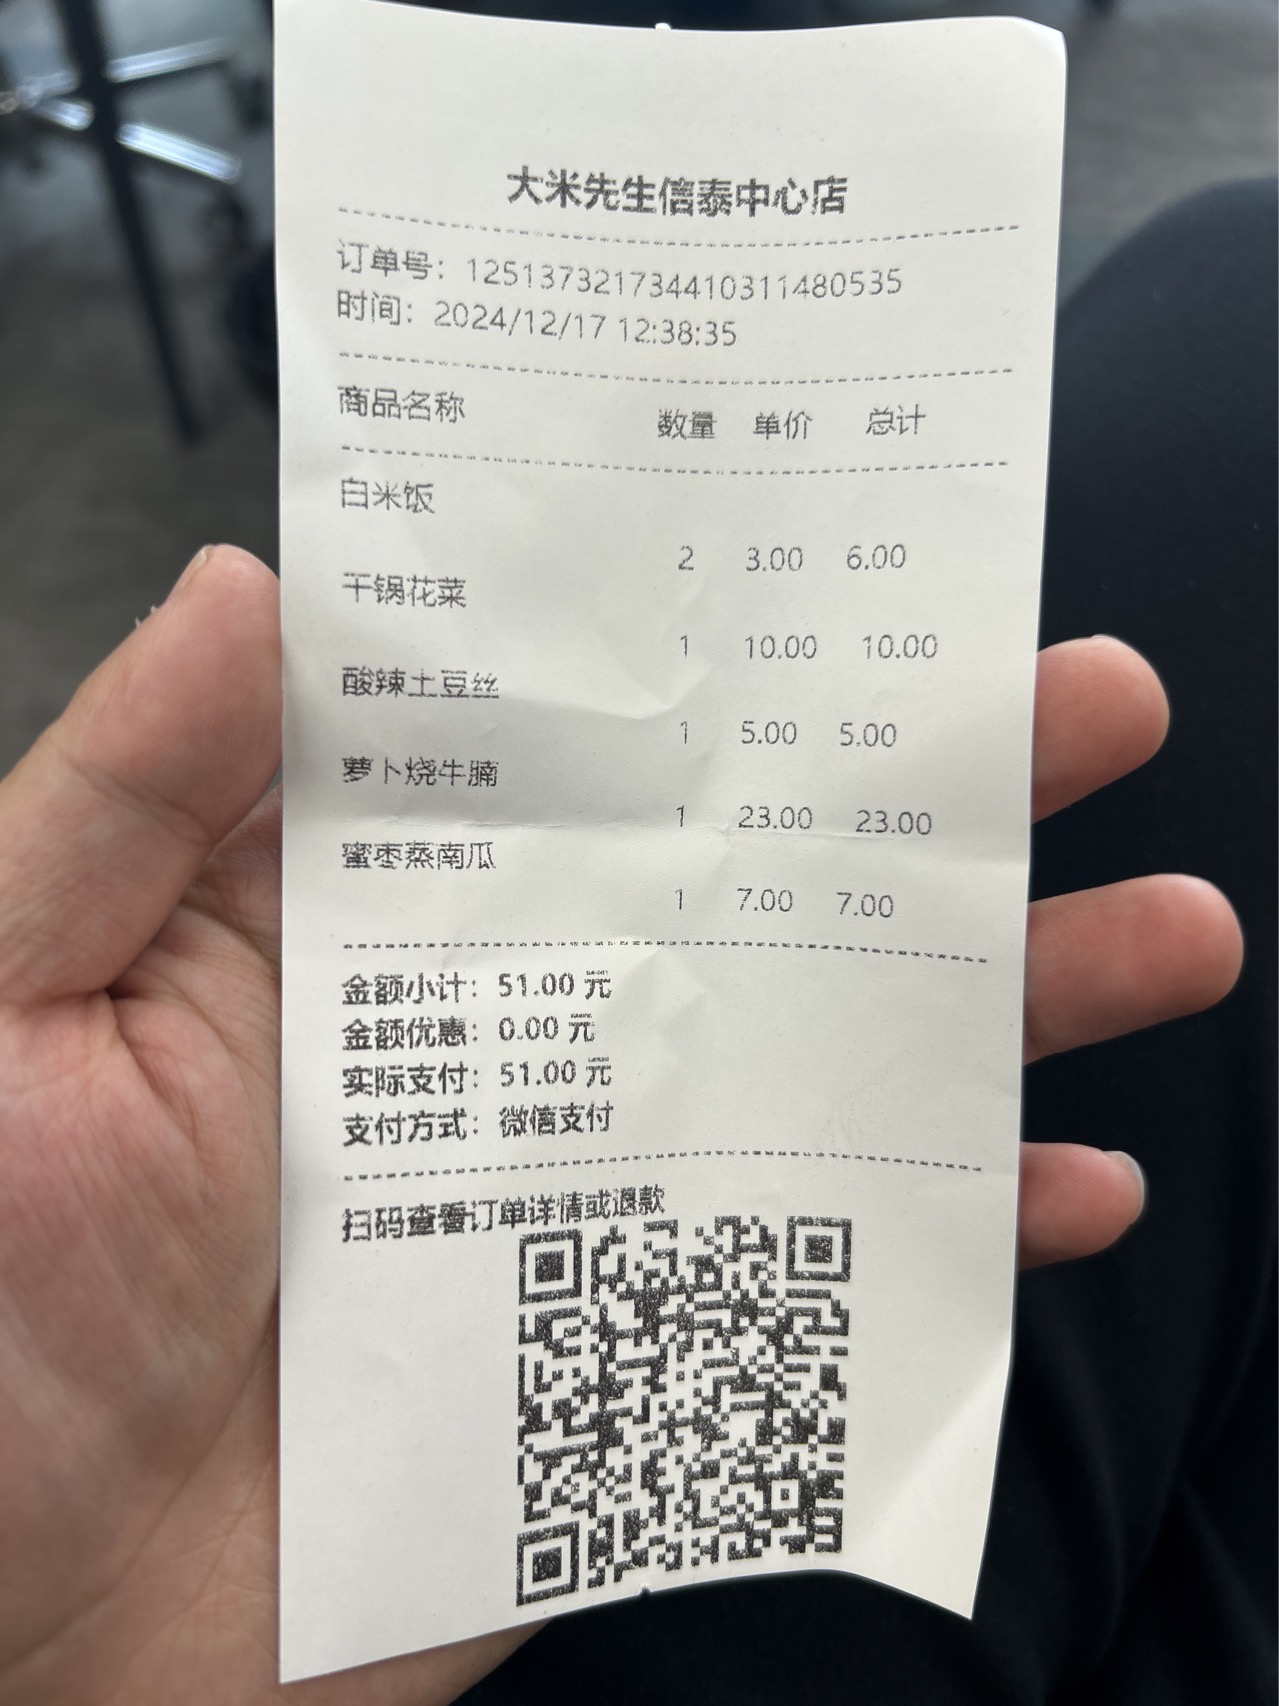 大米先生信泰中心店
订单号：125137321734410311480535
时间：2024/12/17 12:38:35
商品名称 数量 单价 总计
白米饭
2 3.00 6.00
干锅花菜
1 10.00 10.00
酸辣土豆丝
1 5.00 5.00
萝卜烧牛腩
1 23.00 23.00
蜜枣蒸南瓜
1 7.00 7.00
金额小计：51.00 元
金额优惠：0.00 元
实际支付：51.00 元
支付方式：微信支付
扫码查看订单详情或退款